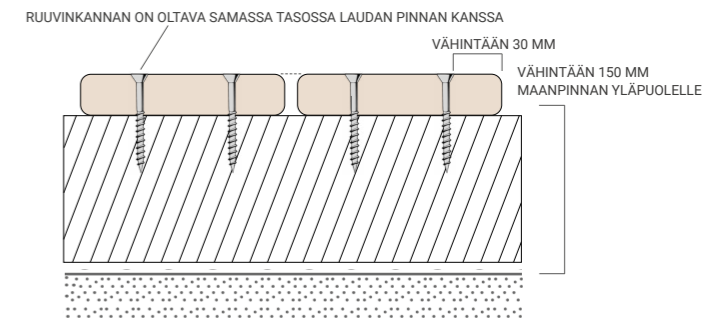 RUUVINKANNAN ON OLTAVA SAMASSA TASOSSA LAUDAN PINNAN KANSSA
VÄHINTÄÄN 30 MM
VÄHINTÄÄN 150 MM
MAANPINNAN YLÄPUOLELLE